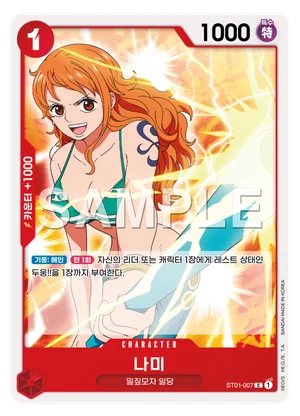 1
1000
특수
特
카운터 +1000
SAMPLE
기동: 메인 턴 1회 자신의 리더 또는 캐릭터 1장에게 레스트 상태인
두웅!!을 1장까지 부여한다.
CHARACTER
나미
밀짚모자 일당
ST01-007 C 1
BANDAI MADE IN KOREA
©E.O./S., T.A.